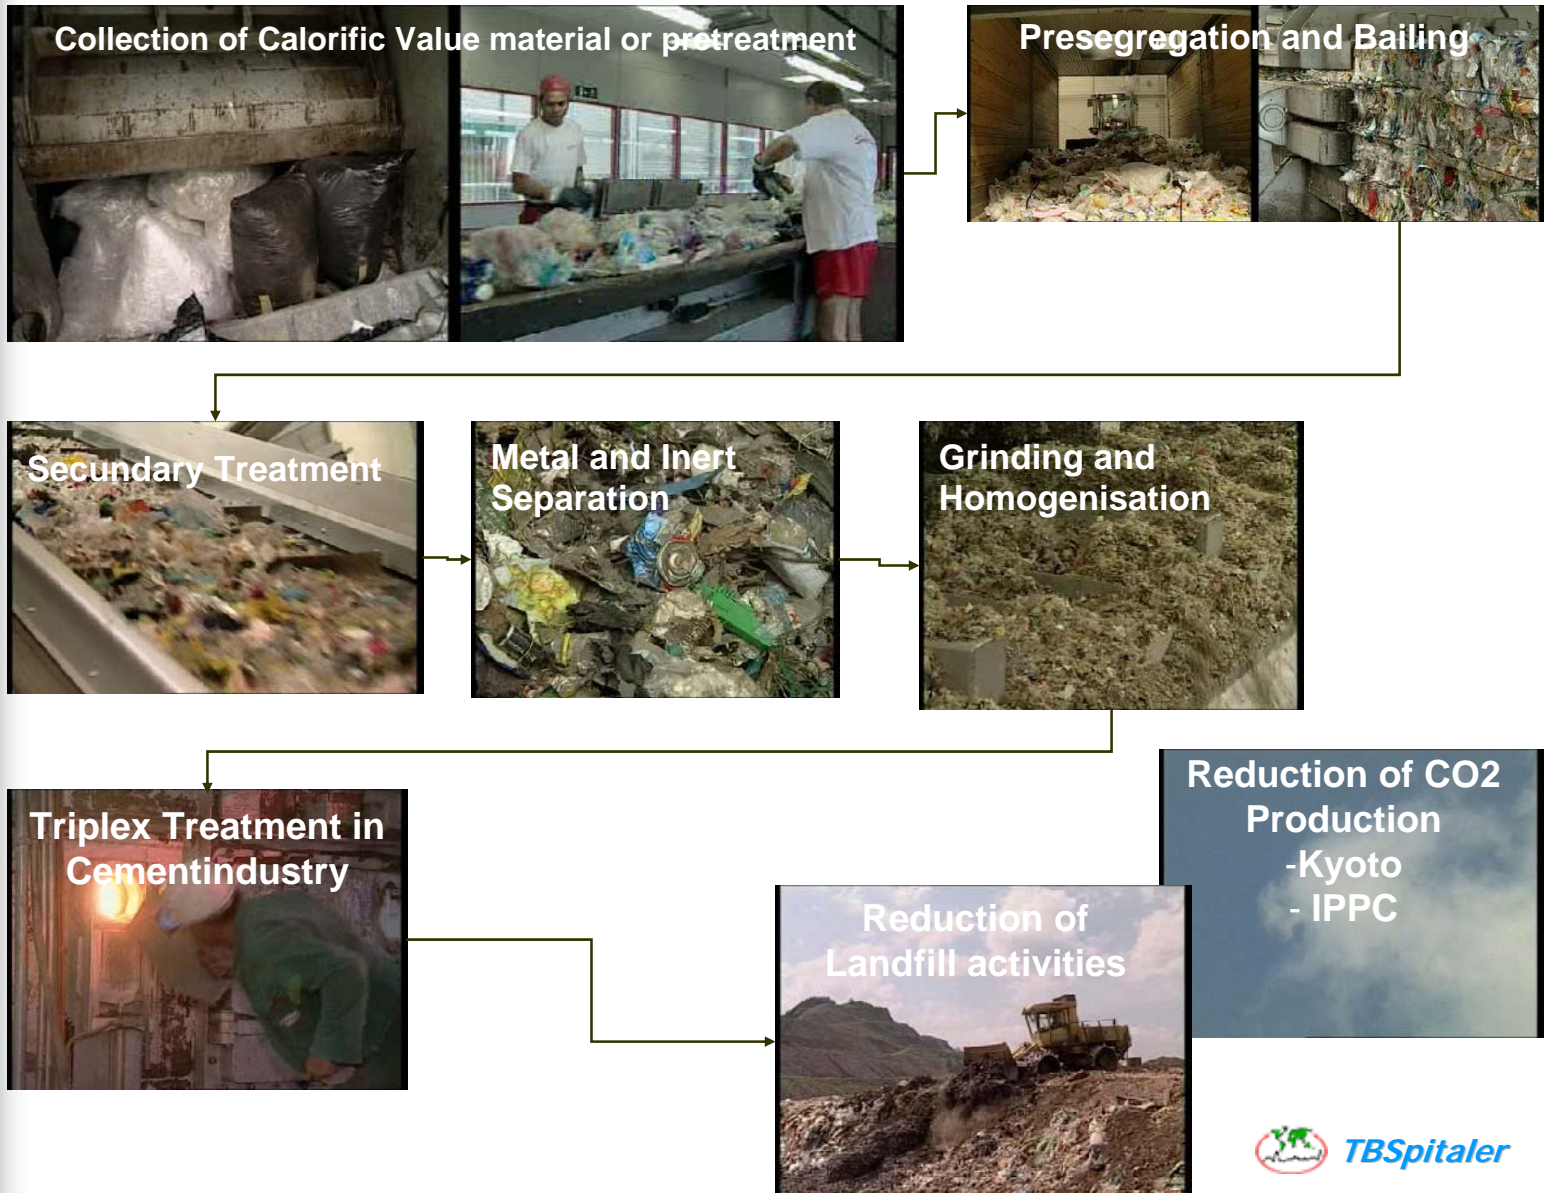 Collection of Calorific Value material or pretreatment
Presegregation and Bailing
Secundary Treatment
Metal and Inert
Separation
Grinding and
Homogenisation
Triplex Treatment in
Cementindustry
Reduction of CO2
Production
-Kyoto
- IPPC
Reduction of
Landfill activities
TBSpitaler